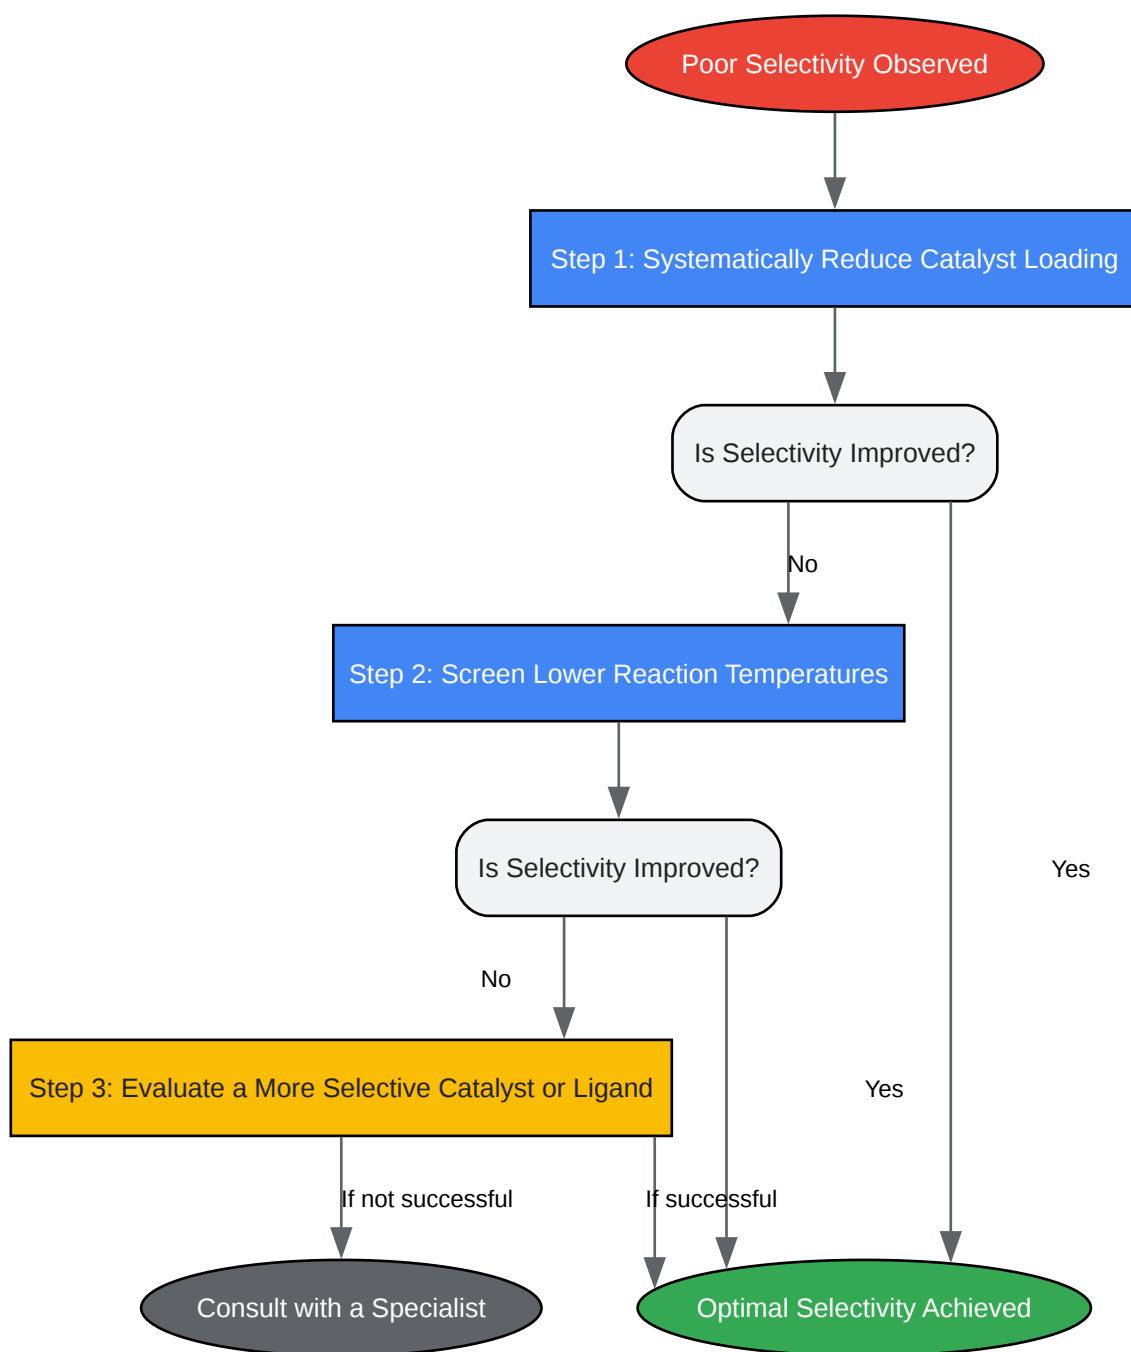 Poor Selectivity Observed
Step 1: Systematically Reduce Catalyst Loading
Is Selectivity Improved?
No
Step 2: Screen Lower Reaction Temperatures
Is Selectivity Improved?
Yes
No
Step 3: Evaluate a More Selective Catalyst or Ligand
Yes
If not successful
If successful
Consult with a Specialist
Optimal Selectivity Achieved